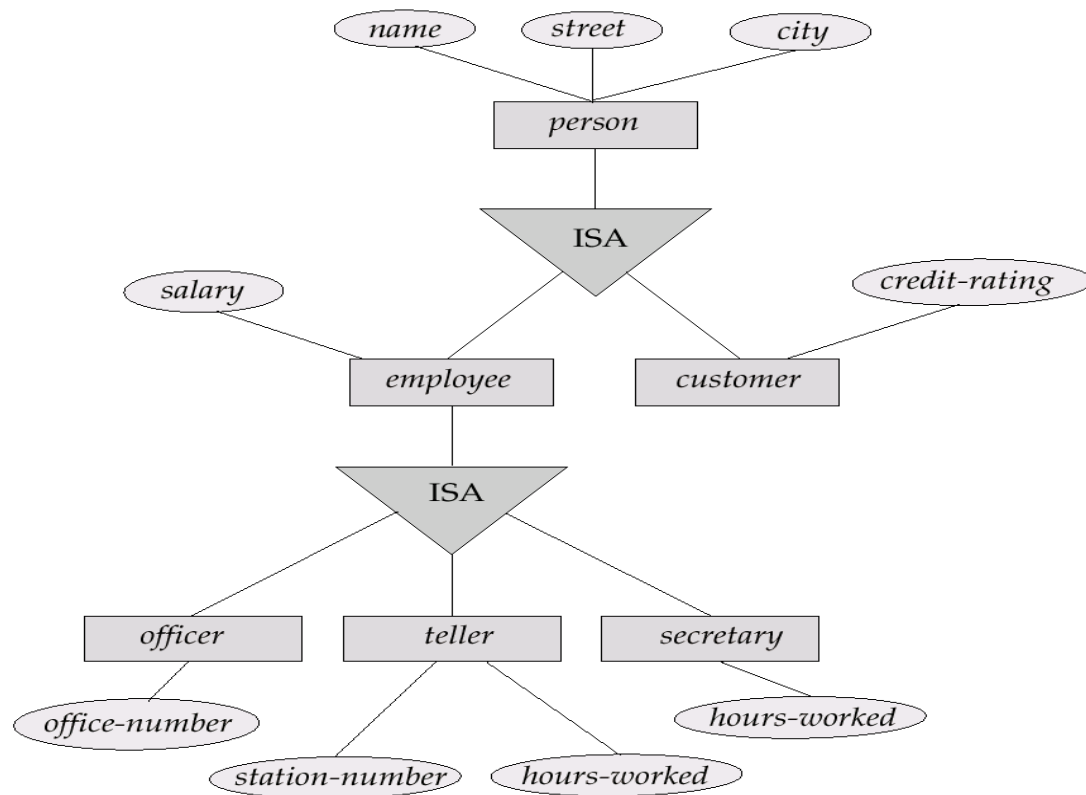 name
street
city
person
ISA
salary
credit-rating
employee
customer
ISA
officer
teller
secretary
office-number
hours-worked
station-number
hours-worked